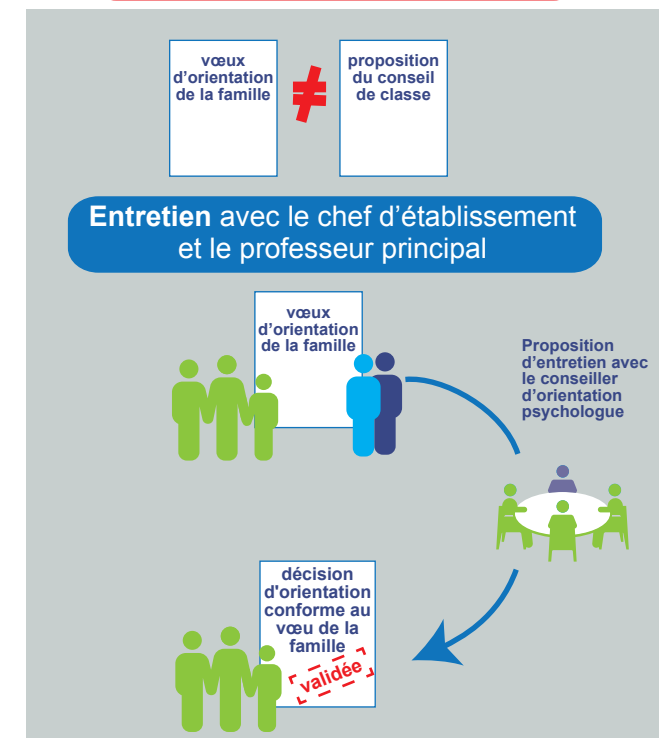 vœux
d’orientation
de la famille
≠
proposition
du conseil
de classe
Entretien avec le chef d’établissement
et le professeur principal
vœux
d’orientation
de la famille
Proposition
d’entretien avec
le conseiller
d’orientation
psychologue
décision
d'orientation
conforme au
vœu de la
famille
validée